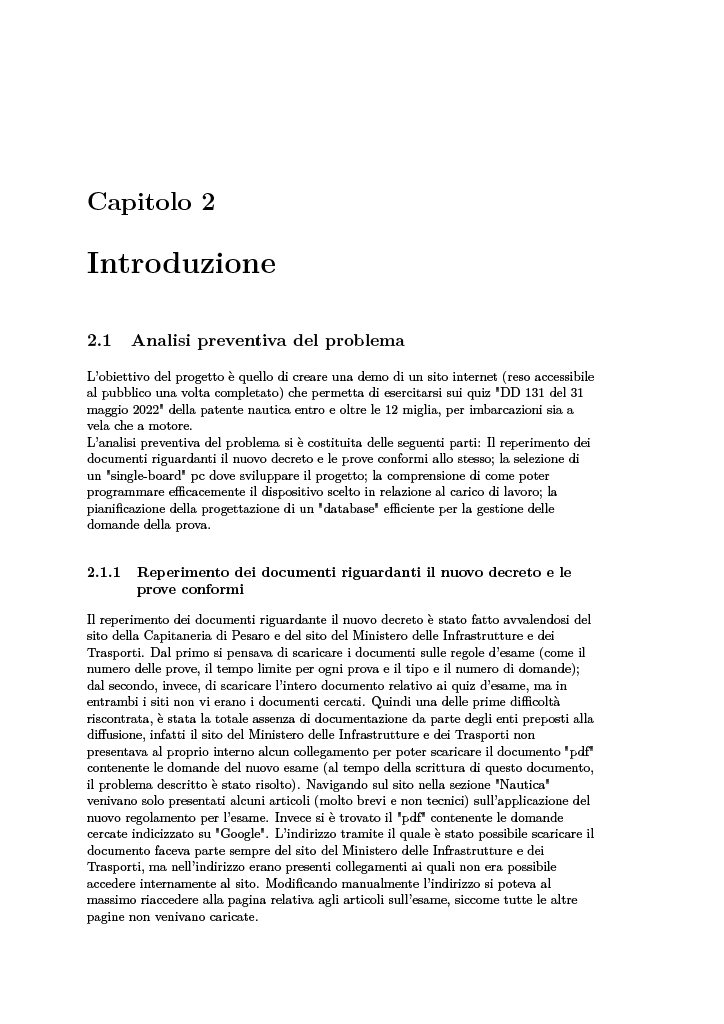 Capitolo 2
Introduzione
2.1 Analisi preventiva del problema
L'obiettivo del progetto è quello di creare una demo di un sito internet (reso accessibile
al pubblico una volta completato) che permetta di esercitarsi sui quiz "DD 131 del 31
maggio 2022" della patente nautica entro e oltre le 12 miglia, per imbarcazioni sia a
vela che a motore.
L'analisi preventiva del problema si è costituita delle seguenti parti: Il reperimento dei
documenti riguardanti il nuovo decreto e le prove conformi allo stesso; la selezione di
un "single-board" pc dove sviluppare il progetto; la comprensione di come poter
programmare efficacemente il dispositivo scelto in relazione al carico di lavoro; la
pianificazione della progettazione di un "database" efficiente per la gestione delle
domande della prova.
2.1.1 Reperimento dei documenti riguardanti il nuovo decreto e le
prove conformi
Il reperimento dei documenti riguardante il nuovo decreto è stato fatto avvalendosi del
sito della Capitaneria di Pesaro e del sito del Ministero delle Infrastrutture e dei
Trasporti. Dal primo si pensava di scaricare i documenti sulle regole d'esame (come il
numero delle prove, il tempo limite per ogni prova e il tipo e il numero di domande);
dal secondo, invece, di scaricare l'intero documento relativo ai quiz d'esame, ma in
entrambi i siti non vi erano i documenti cercati. Quindi una delle prime difficoltà
riscontrata, è stata la totale assenza di documentazione da parte degli enti preposti alla
diffusione, infatti il sito del Ministero delle Infrastrutture e dei Trasporti non
presentava al proprio interno alcun collegamento per poter scaricare il documento "pdf"
contenente le domande del nuovo esame (al tempo della scrittura di questo documento,
il problema descritto è stato risolto). Navigando sul sito nella sezione "Nautica"
venivano solo presentati alcuni articoli (molto brevi e non tecnici) sull'applicazione del
nuovo regolamento per l'esame. Invece si è trovato il "pdf" contenente le domande
cercate indicizzato su "Google". L'indirizzo tramite il quale è stato possibile scaricare il
documento faceva parte sempre del sito del Ministero delle Infrastrutture e dei
Trasporti, ma nell'indirizzo erano presenti collegamenti ai quali non era possibile
accedere internamente al sito. Modificando manualmente l'indirizzo si poteva al
massimo riaccedere alla pagina relativa agli articoli sull'esame, siccome tutte le altre
pagine non venivano caricate.